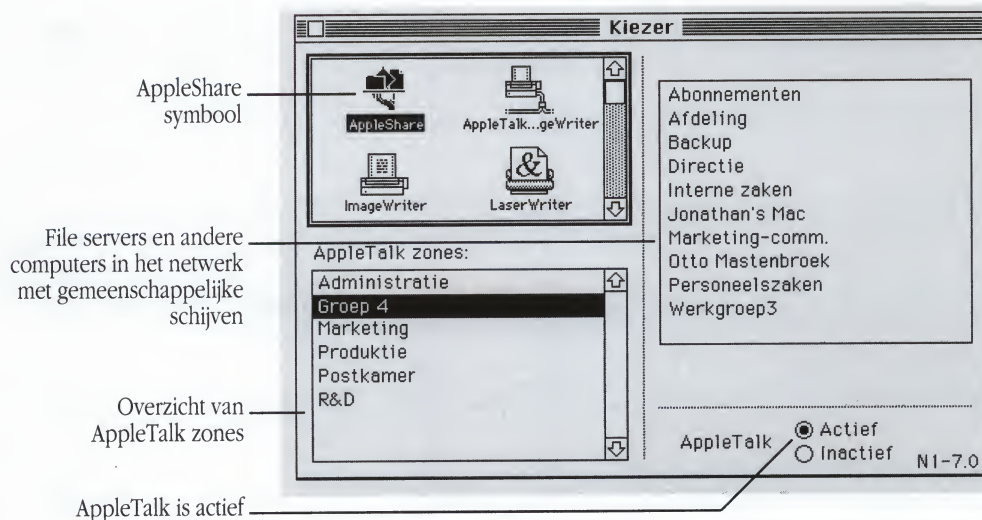 Kiezer
AppleShare
symbool
AppleShare
AppleTalk...geWriter
ImageWriter
LaserWriter
File servers en andere
computers in het netwerk
met gemeenschappelijke
schijven
AppleTalk zones:
Administratie
Groep 4
Marketing
Produktie
Postkamer
R&D
Overzicht van
AppleTalk zones
Abonnementen
Afdeling
Backup
Directie
Interne zaken
Jonathan's Mac
Marketing-comm.
Otto Mastenbroek
Personeelszaken
Werkgroep3
AppleTalk
Actief
Inactief
N1-7.0
AppleTalk is actief